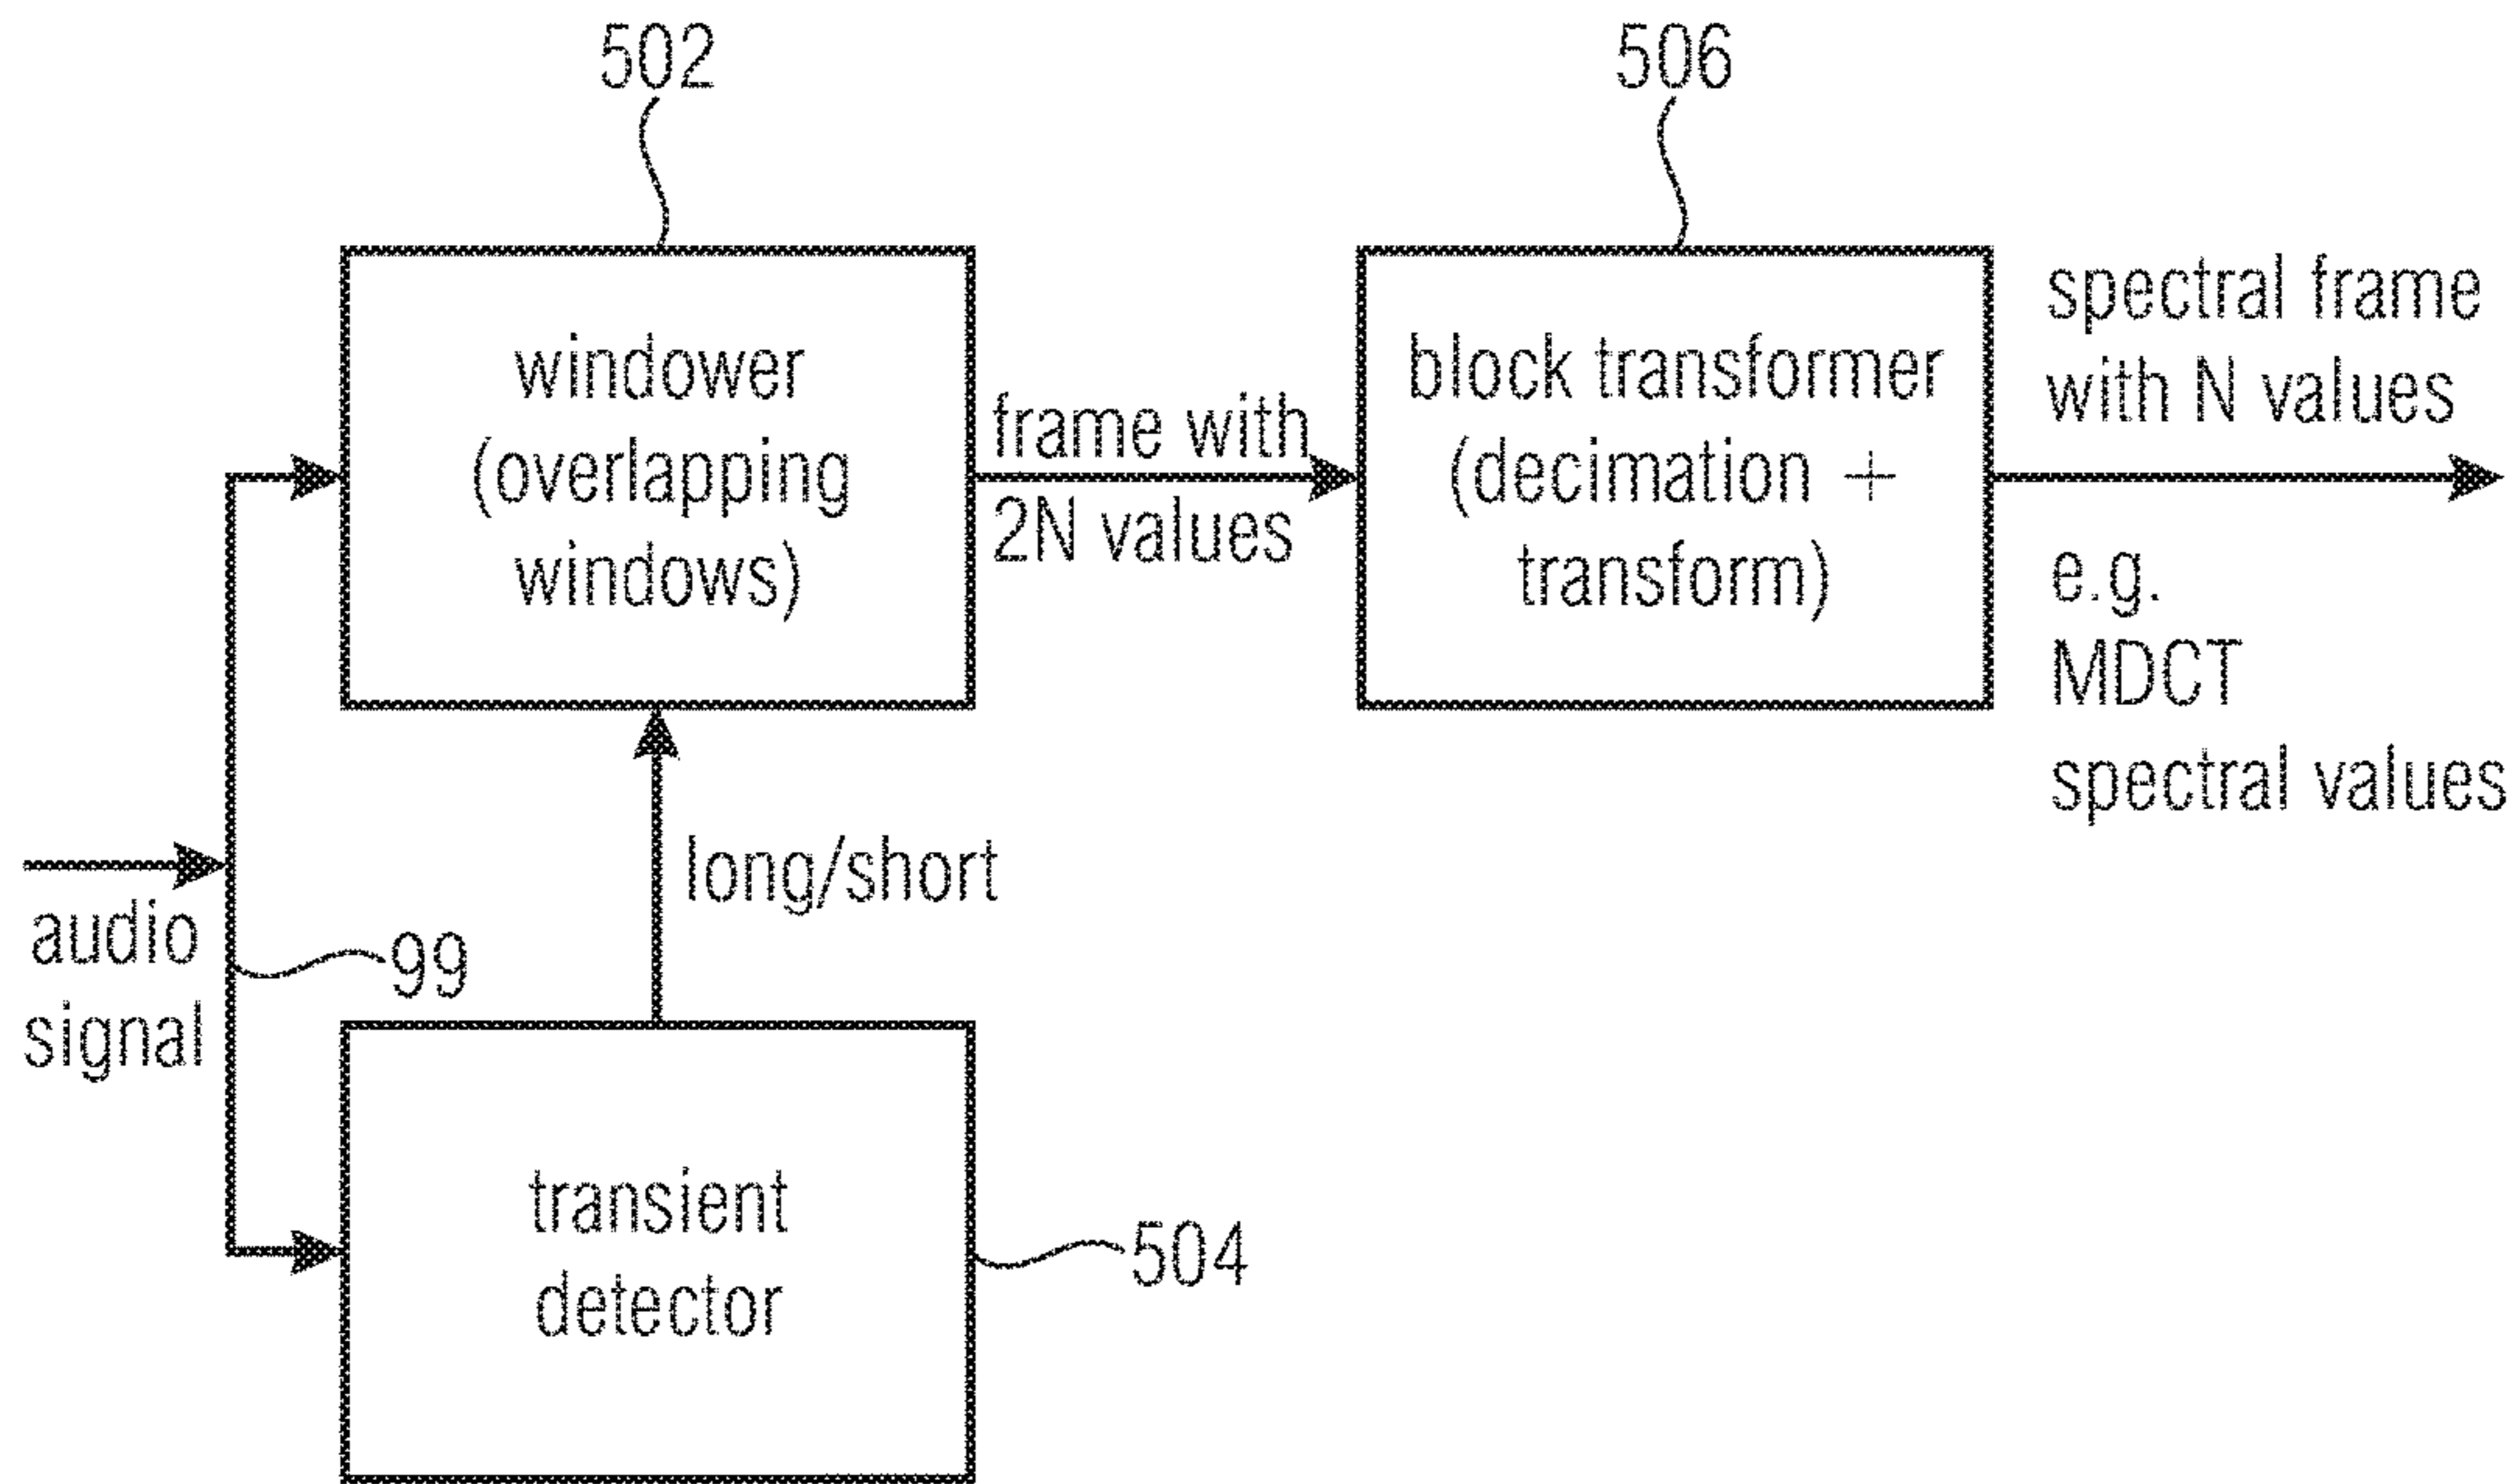 502
506
windower
(overlapping
windows)
frame with
2N values
block transformer
(decimation +
transform)
spectral frame
with N values
e.g.
MDCT
spectral values
long/short
audio
signal
99
transient
detector
504